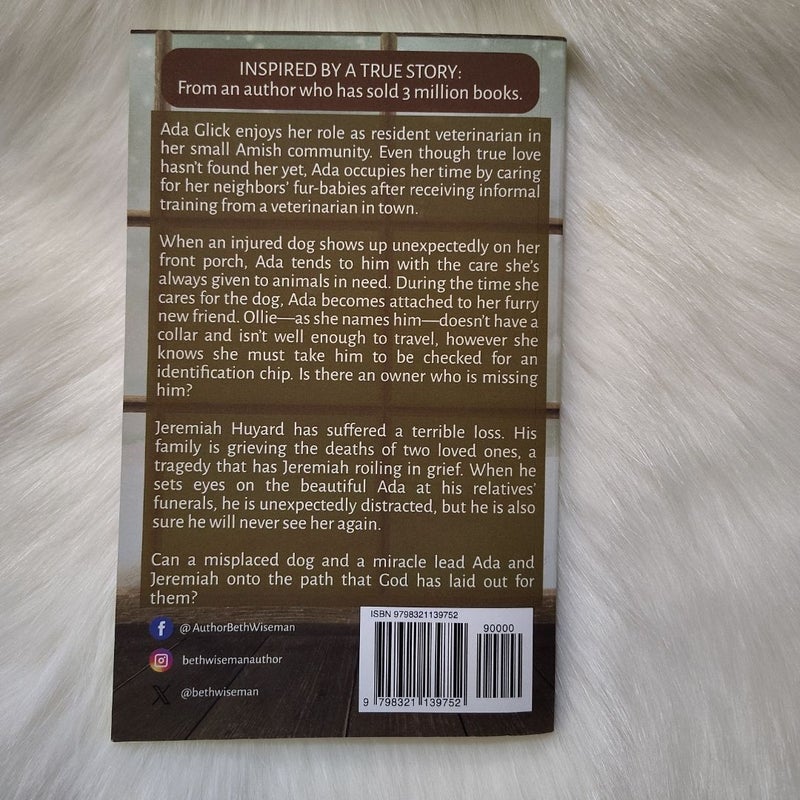 INSPIRED BY A TRUE STORY:
From an author who has sold 3 million books.
Ada Glick enjoys her role as resident veterinarian in
her small Amish community. Even though true love
hasn't found her yet, Ada occupies her time by caring
for her neighbors' fur-babies after receiving informal
training from a veterinarian in town.
When an injured dog shows up unexpectedly on her
front porch, Ada tends to him with the care she's
always given to animals in need. During the time she
cares for the dog, Ada becomes attached to her furry
new friend. Ollie—as she names him—doesn't have a
collar and isn't well enough to travel, however she
knows she must take him to be checked for an
identification chip. Is there an owner who is missing
him?
Jeremiah Huyard has suffered a terrible loss. His
family is grieving the deaths of two loved ones, a
tragedy that has Jeremiah roiling in grief. When he
sets eyes on the beautiful Ada at his relatives'
funerals, he is unexpectedly distracted, but he is also
sure he will never see her again.
Can a misplaced dog and a miracle lead Ada and
Jeremiah onto the path that God has laid out for
them?
@AuthorBethWiseman
bethwisemanauthor
@bethwiseman
ISBN 9798321139752
90000
9 798321 139752